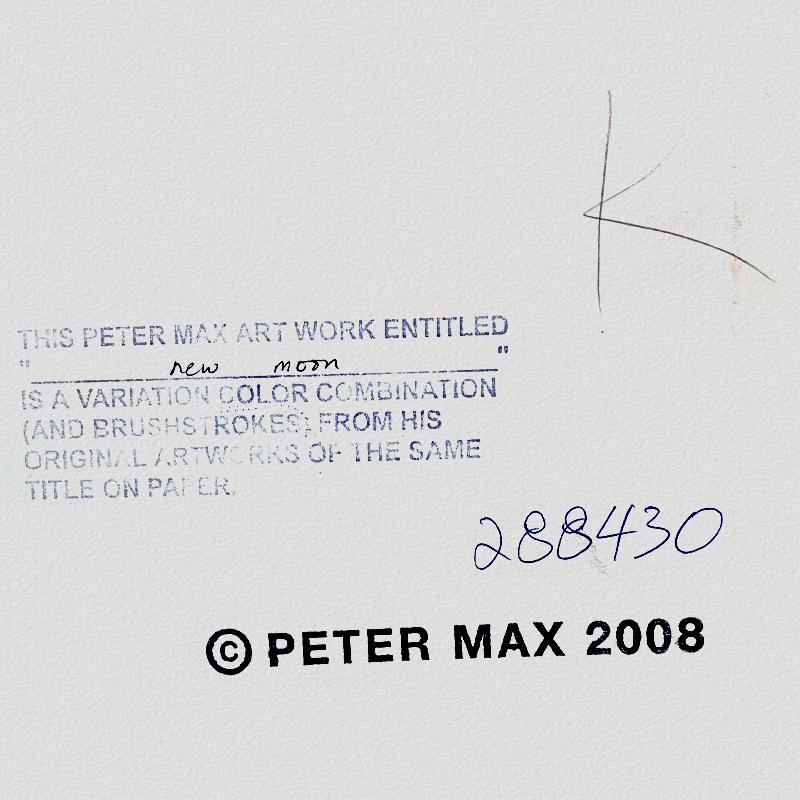 K
THIS PETER MAX ART WORK ENTITLED
" new moon "
IS A VARIATION COLOR COMBINATION
(AND BRUSHSTROKES) FROM HIS
ORIGINAL ARTWORKS OF THE SAME
TITLE ON PAPER.
288430
© PETER MAX 2008